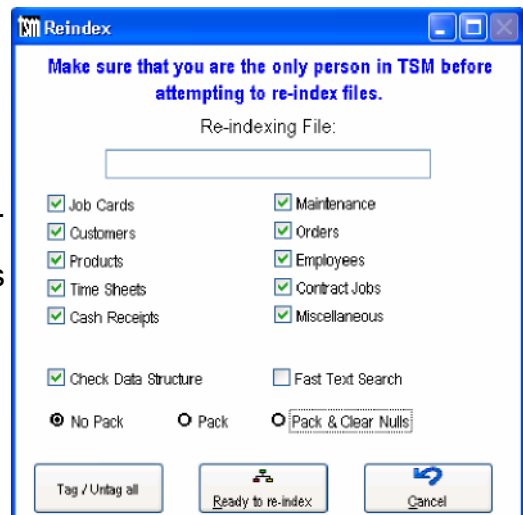 TSM Reindex
Make sure that you are the only person in TSM before
attempting to re-index files.
Re-indexing File:
Job Cards Maintenance
Customers Orders
Products Employees
s
Time Sheets Contract Jobs
Cash Receipts Miscellaneous
Check Data Structure Fast Text Search
No Pack Pack Pack & Clear Nulls
Tag / Untag all Ready to re-index Cancel